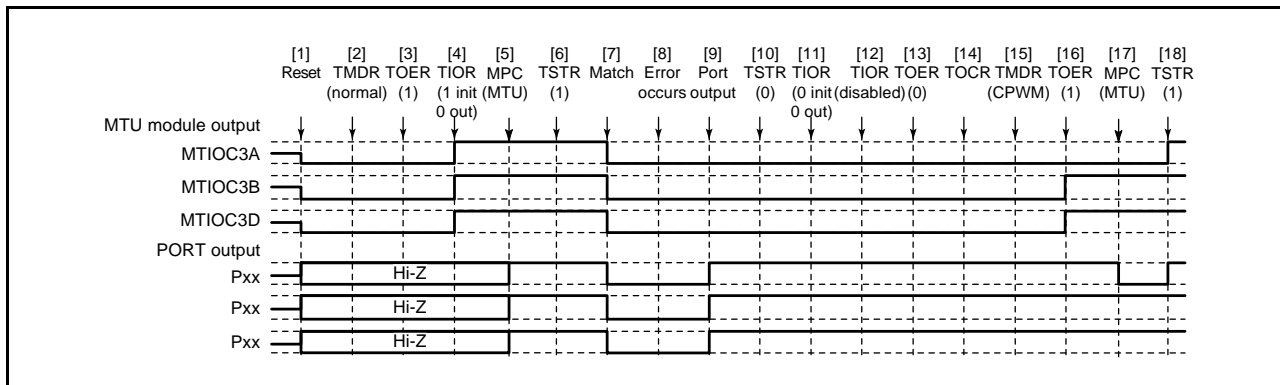 [1] [2] [3] [4] [5] [6] [7] [8] [9] [10] [11] [12] [13] [14] [15] [16] [17] [18]
Reset TMDR TOER TIOR MPC TSTR Match Error Port TSTR TIOR TIOR TOER TOCR TMDR TOER MPC TSTR
(normal) (1) (1 init (MTU) (1) occurs output (0) (0 init (disabled) (0) (CPWM) (1) (MTU) (1)
0 out) 0 out)
MTU module output
MTIOC3A
MTIOC3B
MTIOC3D
PORT output
Pxx Hi-Z
Pxx Hi-Z
Pxx Hi-Z